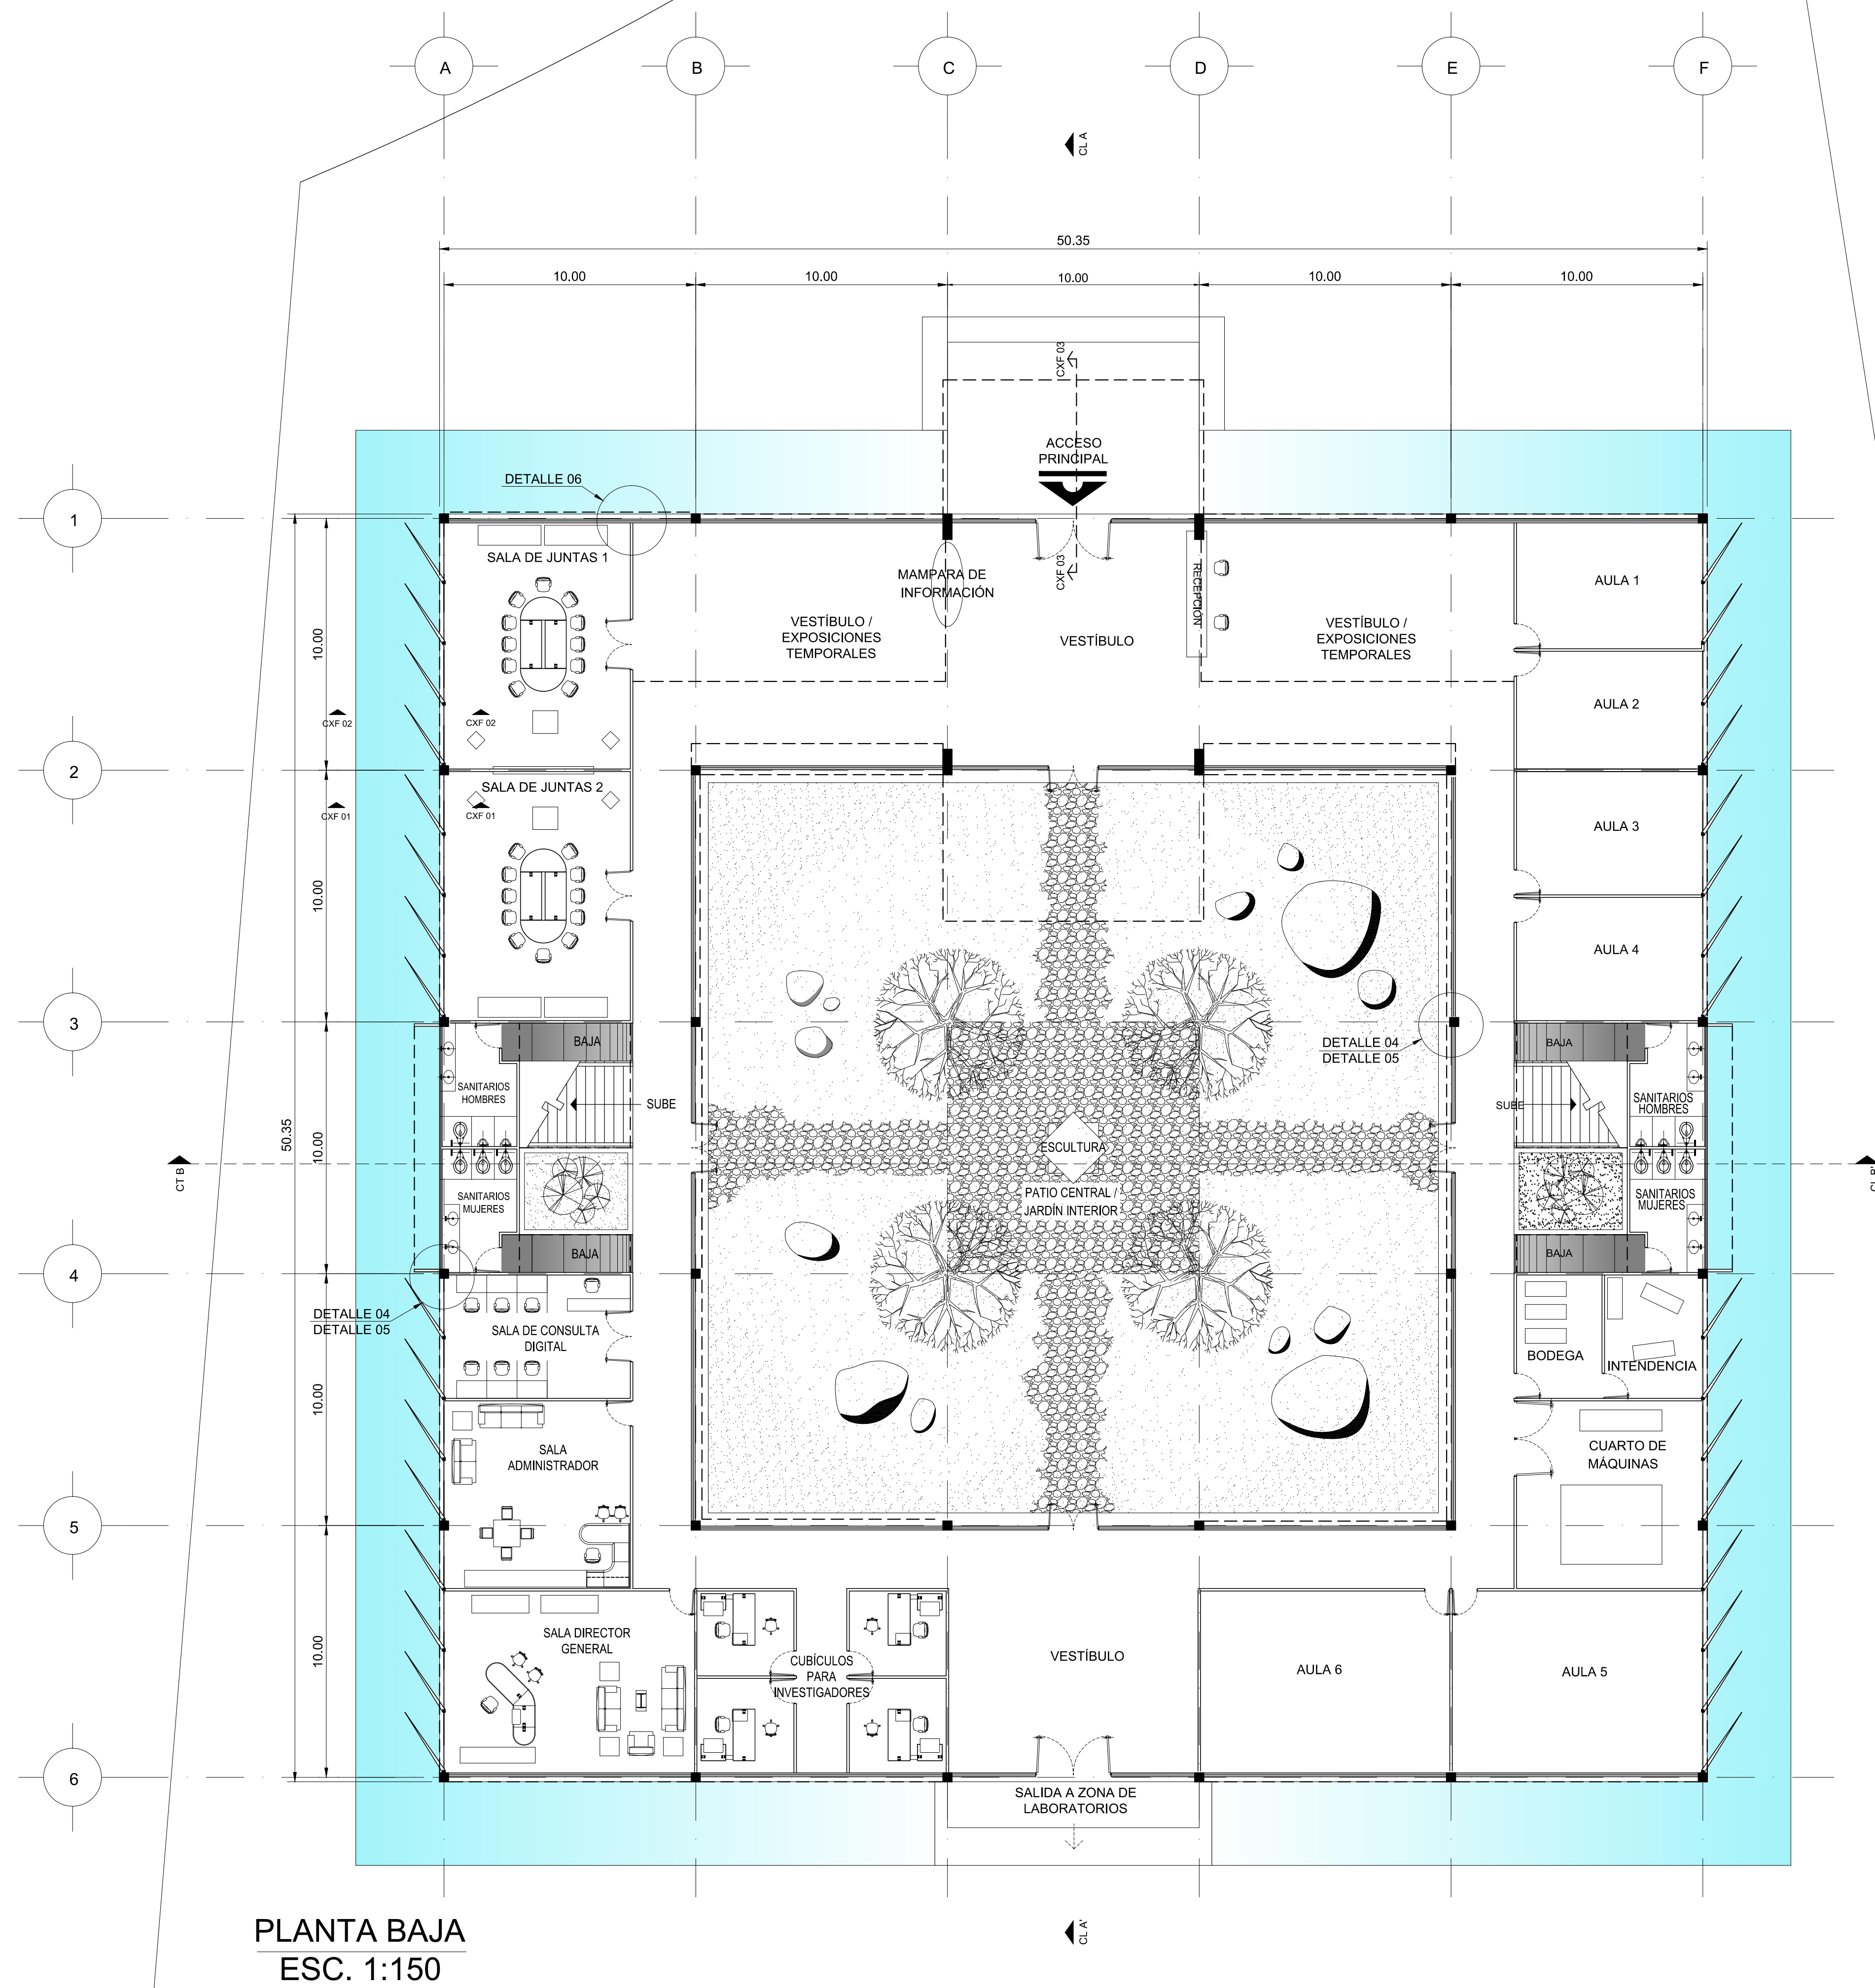 A
B
C
D
E
F
CL A
50.35
10.00
10.00
10.00
10.00
10.00
CXF 03
ACCESO
PRINCIPAL
DETALLE 06
1
SALA DE JUNTAS 1
CXF 03
MAMPARA DE
INFORMACIÓN
RECEPCIÓN
AULA 1
10.00
VESTÍBULO /
EXPOSICIONES
TEMPORALES
VESTÍBULO
VESTÍBULO /
EXPOSICIONES
TEMPORALES
AULA 2
CXF 02
CXF 02
2
SALA DE JUNTAS 2
CXF 01
CXF 01
AULA 3
10.00
AULA 4
3
BAJA
DETALLE 04
DETALLE 05
BAJA
SANITARIOS
HOMBRES
SUBE
SUBE
SANITARIOS
HOMBRES
50.35
10.00
ESCULTURA
CT B
SANITARIOS
MUJERES
PATIO CENTRAL /
JARDÍN INTERIOR
SANITARIOS
MUJERES
BAJA
BAJA
4
DETALLE 04
DETALLE 05
SALA DE CONSULTA
DIGITAL
BODEGA
INTENDENCIA
10.00
SALA
ADMINISTRADOR
CUARTO DE
MÁQUINAS
5
10.00
SALA DIRECTOR
GENERAL
CUBÍCULOS
PARA
INVESTIGADORES
VESTÍBULO
AULA 6
AULA 5
6
SALIDA A ZONA DE
LABORATORIOS
CL A'
PLANTA BAJA
ESC. 1:150